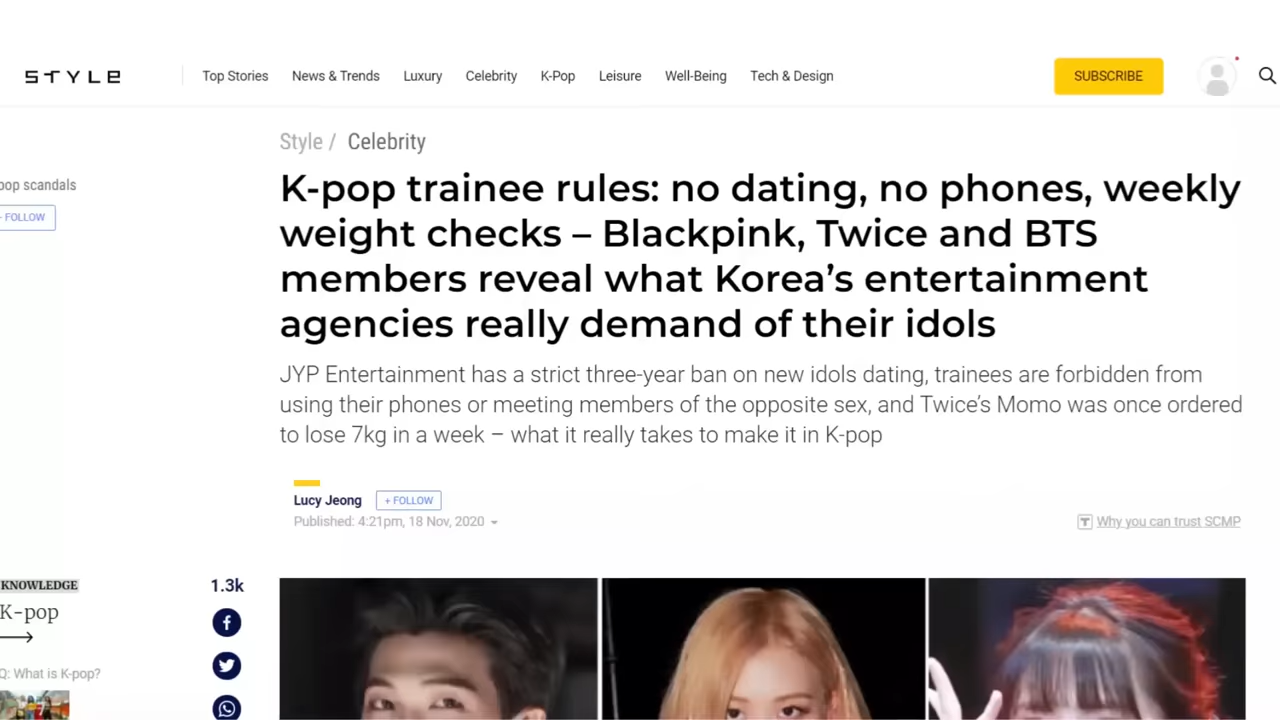 STYLE
Top Stories News & Trends Luxury Celebrity K-Pop Leisure Well-Being Tech & Design
SUBSCRIBE
Style / Celebrity
pop scandals
FOLLOW
K-pop trainee rules: no dating, no phones, weekly
weight checks – Blackpink, Twice and BTS
members reveal what Korea's entertainment
agencies really demand of their idols
JYP Entertainment has a strict three-year ban on new idols dating, trainees are forbidden from
using their phones or meeting members of the opposite sex, and Twice's Momo was once ordered
to lose 7kg in a week – what it really takes to make it in K-pop
Lucy Jeong + FOLLOW
Published: 4:21pm, 18 Nov, 2020
Why you can trust SCMP
KNOWLEDGE
K-pop
Q: What is K-pop?
1.3k